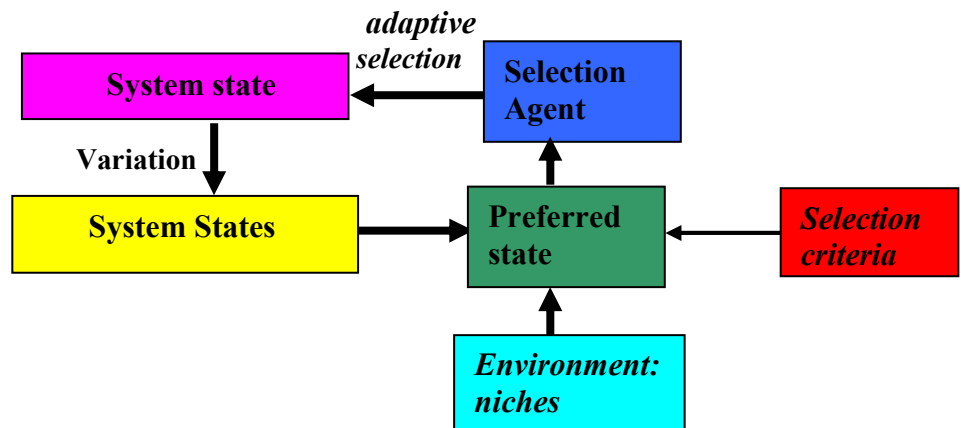 adaptive
selection
System state
Selection
Agent
Variation
System States
Preferred
state
Selection
criteria
Environment:
niches